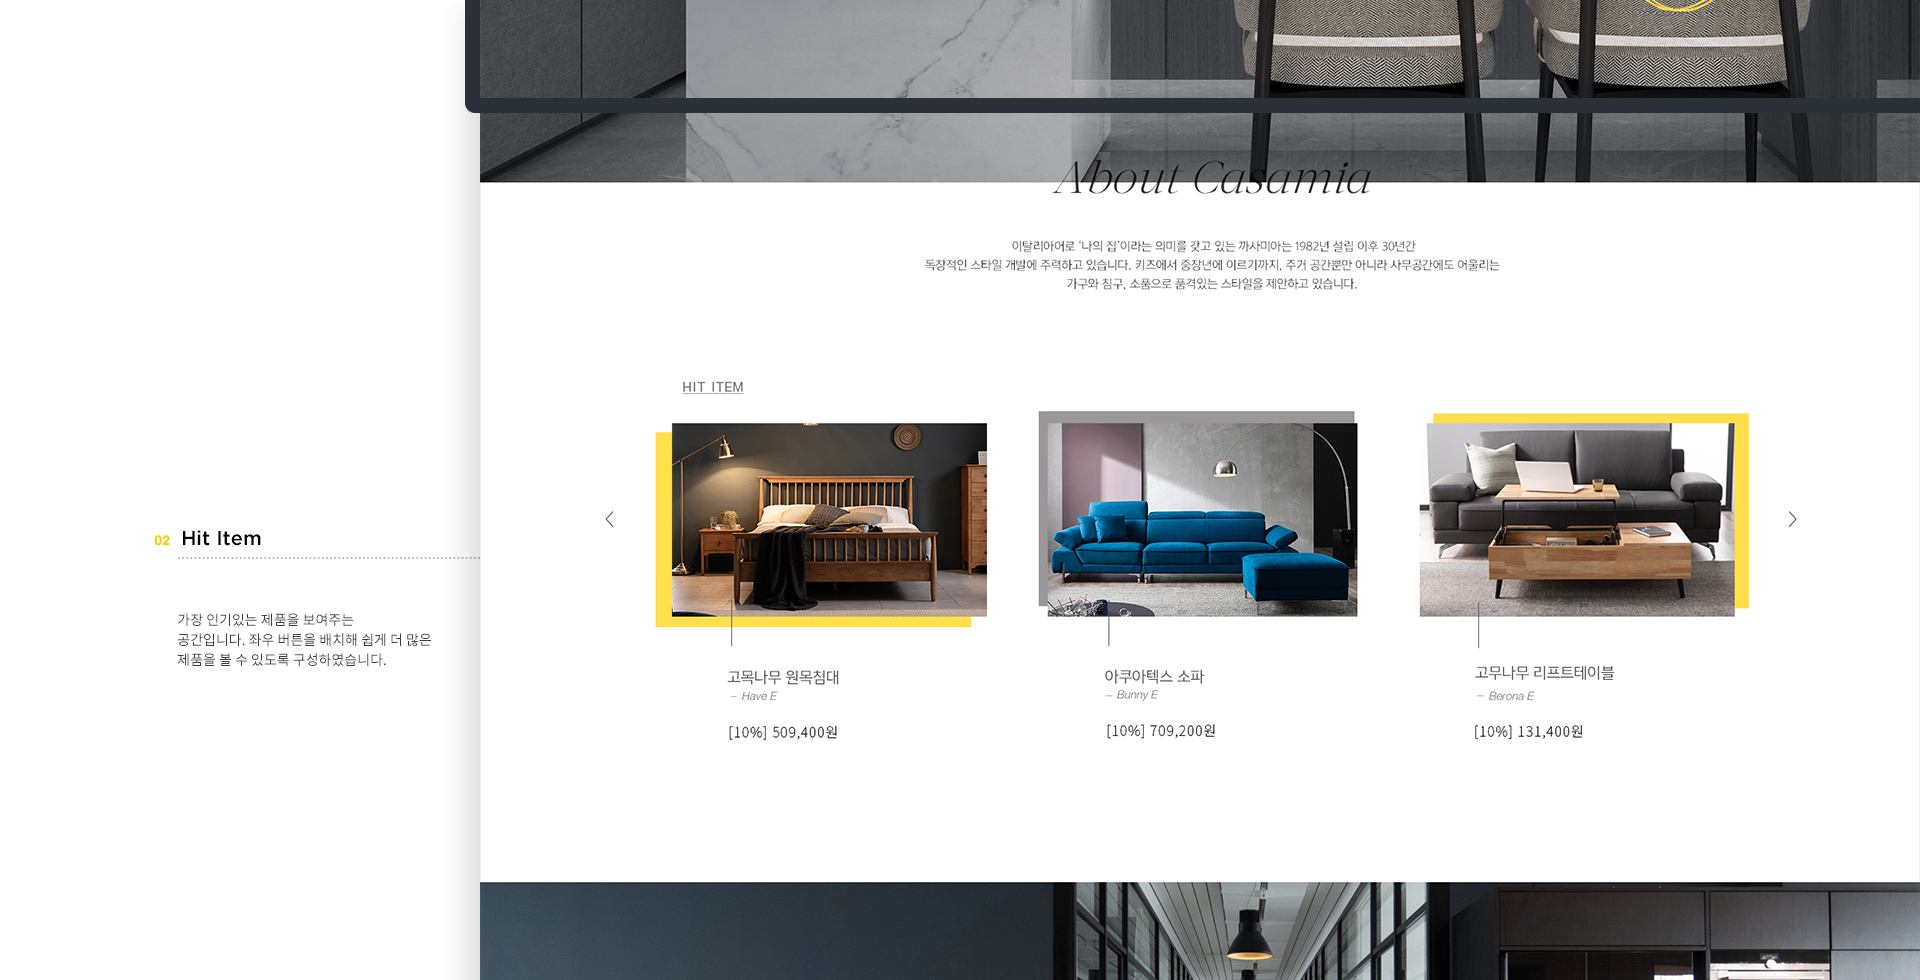 About Casamia
이탈리아어로 '나의 집'이라는 의미를 갖고 있는 까사미아는 1982년 설립 이후 30년간
독창적인 스타일 개발에 주력하고 있습니다. 키즈에서 중장년에 이르기까지, 주거 공간뿐만 아니라 사무공간에도 어울리는
가구와 침구, 소품으로 품격있는 스타일을 제안하고 있습니다.
HIT ITEM
02 Hit Item
가장 인기있는 제품을 보여주는
공간입니다. 좌우 버튼을 배치해 쉽게 더 많은
제품을 볼 수 있도록 구성하였습니다.
고목나무 원목침대
– Have E
[10%] 509,400원
아쿠아텍스 소파
– Bunny E
[10%] 709,200원
고무나무 리프트테이블
– Berona E
[10%] 131,400원